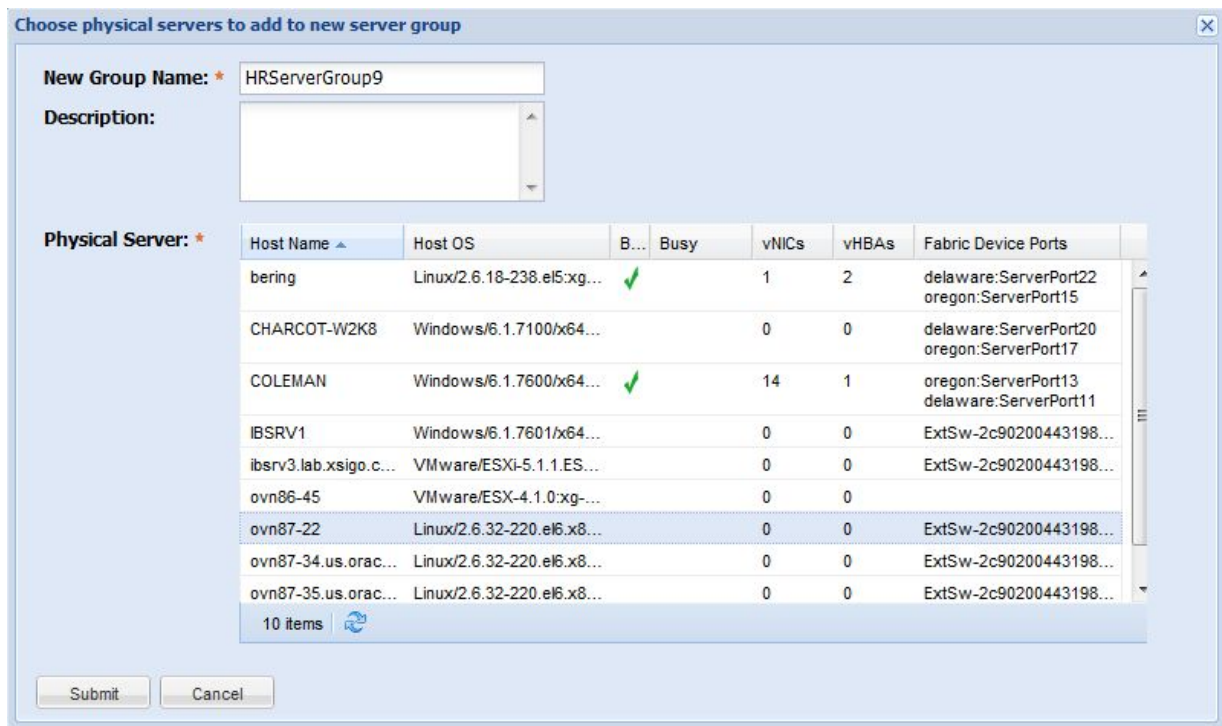 Choose physical servers to add to new server group
New Group Name: * HRServerGroup9
Description:
Physical Server: *
Host Name Host OS B... Busy vNICs vHBAs Fabric Device Ports
bering Linux/2.6.18-238.el5:xg... 1 2 delaware:ServerPort22
oregon:ServerPort15
CHARCOT-W2K8 Windows/6.1.7100/x64... 0 0 delaware:ServerPort20
oregon:ServerPort17
COLEMAN Windows/6.1.7600/x64... 14 1 oregon:ServerPort13
delaware:ServerPort11
IBSRV1 Windows/6.1.7601/x64... 0 0 ExtSw-2c90200443198...
ibsrv3.lab.xsigo.c... VMware/ESXi-5.1.1.ES... 0 0 ExtSw-2c90200443198...
ovn86-45 VMware/ESX-4.1.0:xg-... 0 0
ovn87-22 Linux/2.6.32-220.el6.x8... 0 0 ExtSw-2c90200443198...
ovn87-34.us.orac... Linux/2.6.32-220.el6.x8... 0 0 ExtSw-2c90200443198...
ovn87-35.us.orac... Linux/2.6.32-220.el6.x8... 0 0 ExtSw-2c90200443198...
10 items
Submit Cancel